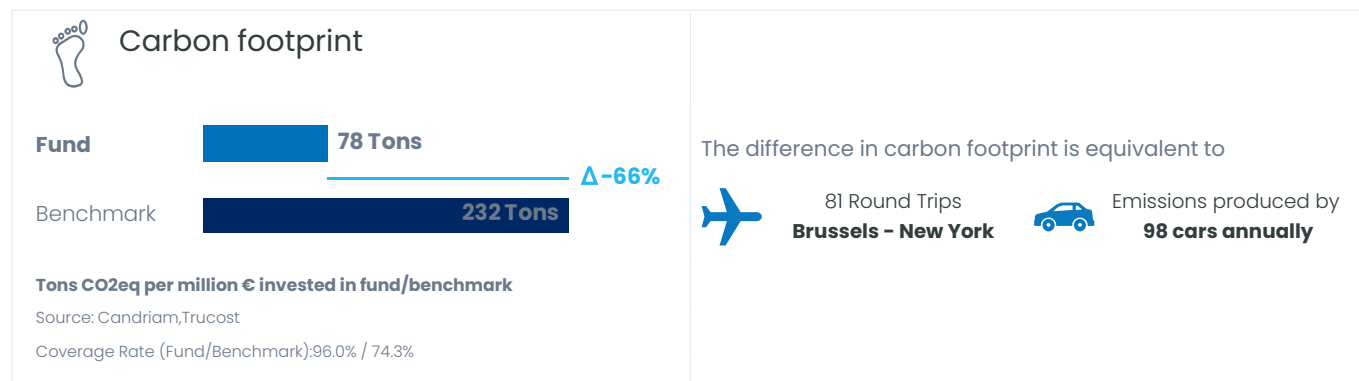 Carbon footprint
Fund
78 Tons
Δ-66%
Benchmark
232 Tons
Tons CO2eq per million € invested in fund/benchmark
Source: Candriam,Trucost
Coverage Rate (Fund/Benchmark):96.0% / 74.3%
The difference in carbon footprint is equivalent to
81 Round Trips
Brussels - New York
Emissions produced by
98 cars annually